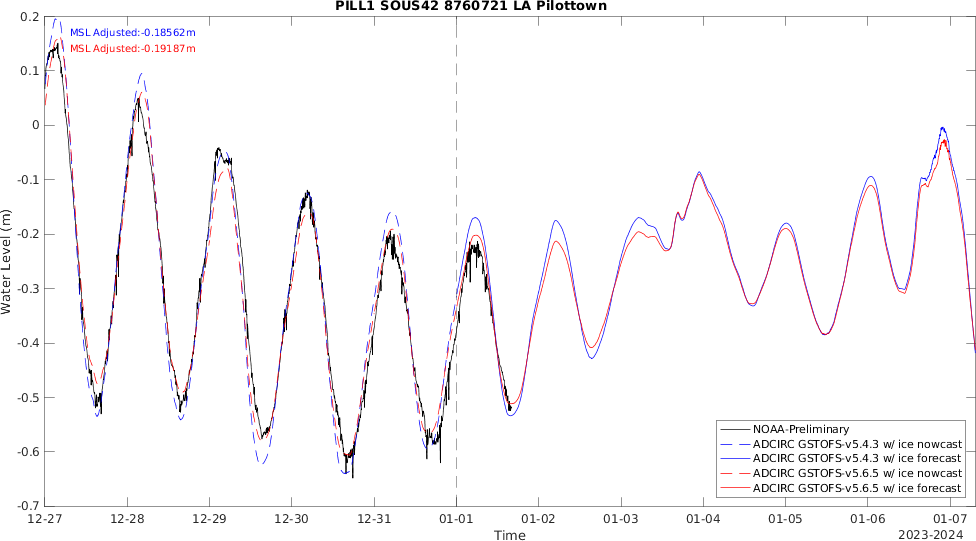 PILL1 SOUS42 8760721 LA Pilottown
MSL Adjusted:-0.18562m
MSL Adjusted:-0.19187m
Water Level (m)
0.2
0.1
0
-0.1
-0.2
-0.3
-0.4
-0.5
-0.6
-0.7
NOAA-Preliminary
ADCIRC GSTOFS-v5.4.3 w/ ice nowcast
ADCIRC GSTOFS-v5.4.3 w/ ice forecast
ADCIRC GSTOFS-v5.6.5 w/ ice nowcast
ADCIRC GSTOFS-v5.6.5 w/ ice forecast
12-27 12-28 12-29 12-30 12-31 01-01 01-02 01-03 01-04 01-05 01-06 01-07
Time
2023-2024